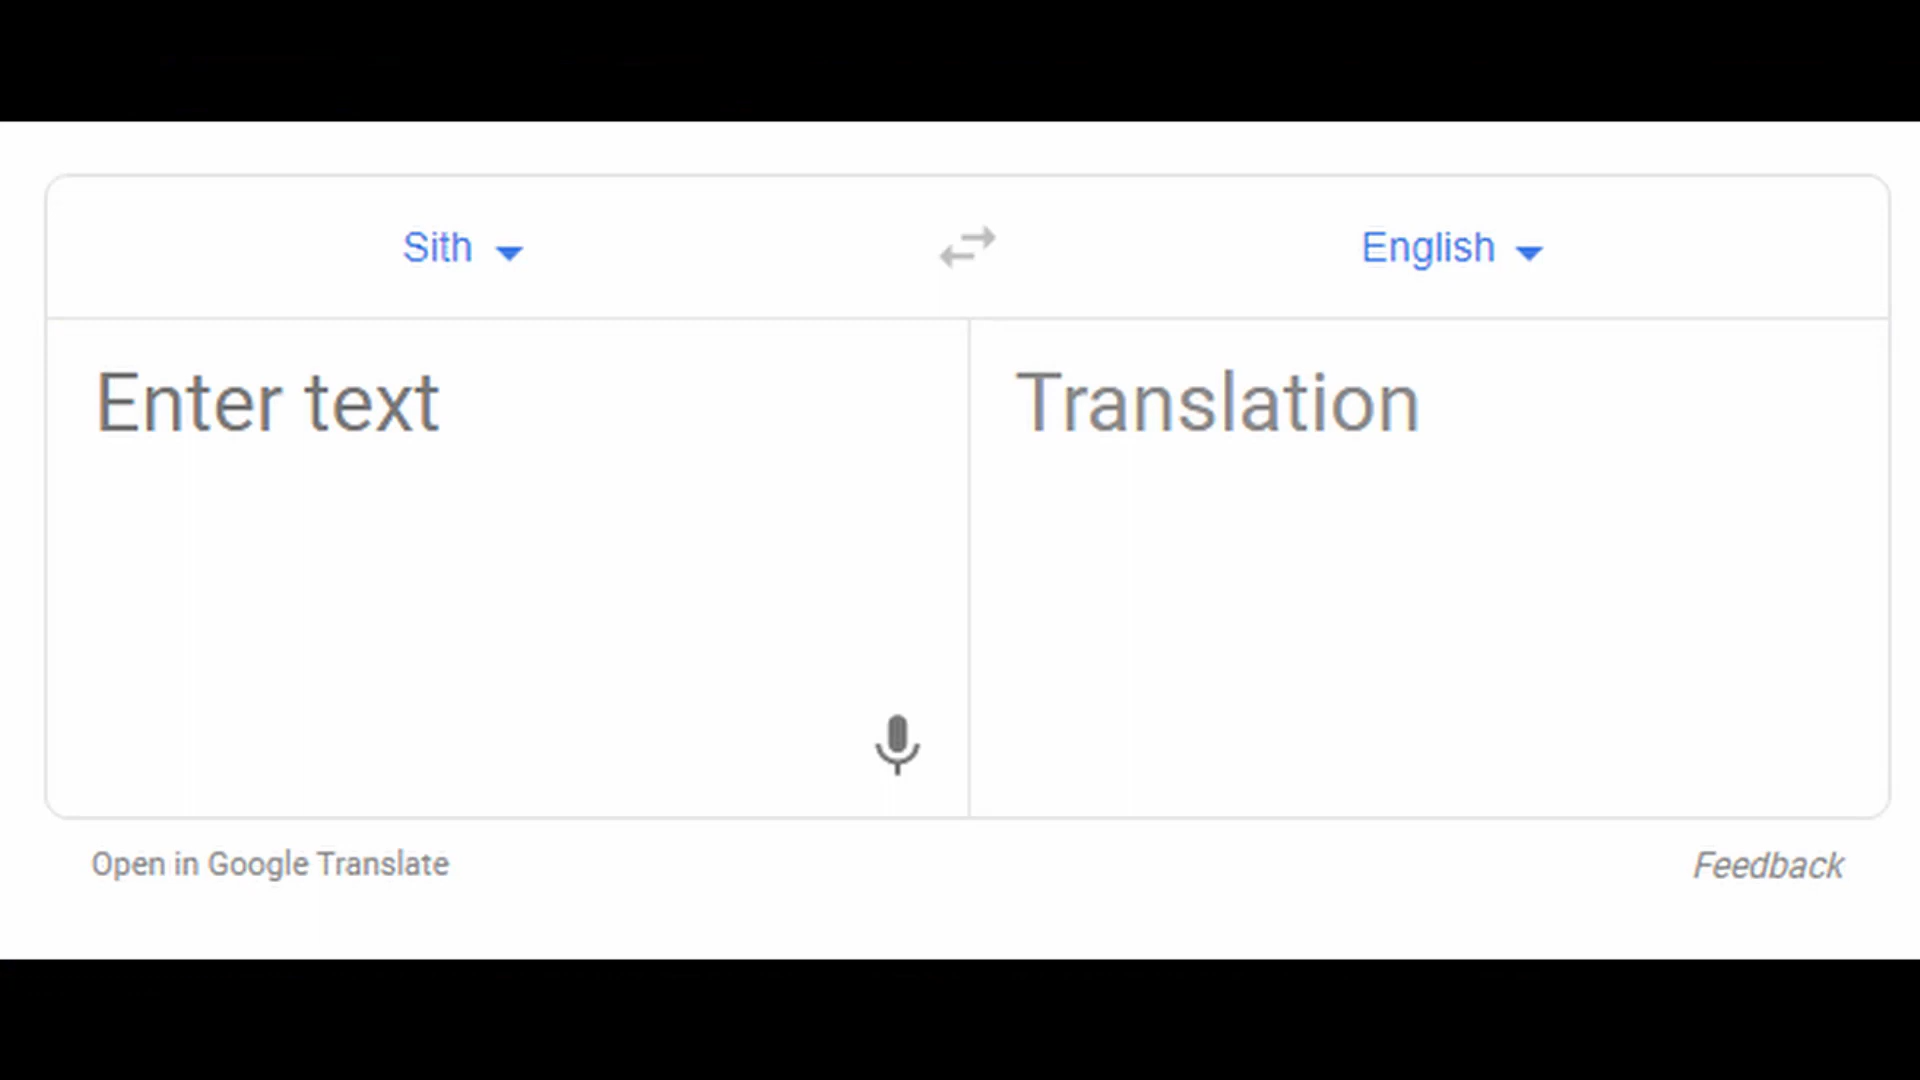 Sith
English
Enter text
Translation
Open in Google Translate
Feedback